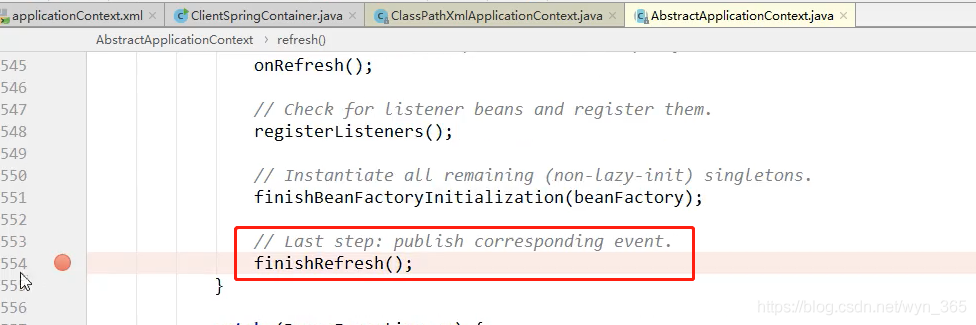 applicationContext.xml × ClientSpringContainer.java × ClassPathXmlApplicationContext.java × AbstractApplicationContext.java ×
AbstractApplicationContext › refresh()
545 onRefresh();
546
547 // Check for listener beans and register them.
548 registerListeners();
549
550 // Instantiate all remaining (non-lazy-init) singletons.
551 finishBeanFactoryInitialization(beanFactory);
552
553 // Last step: publish corresponding event.
554 finishRefresh();
}
556
https://blog.csdn.net/wyn_365